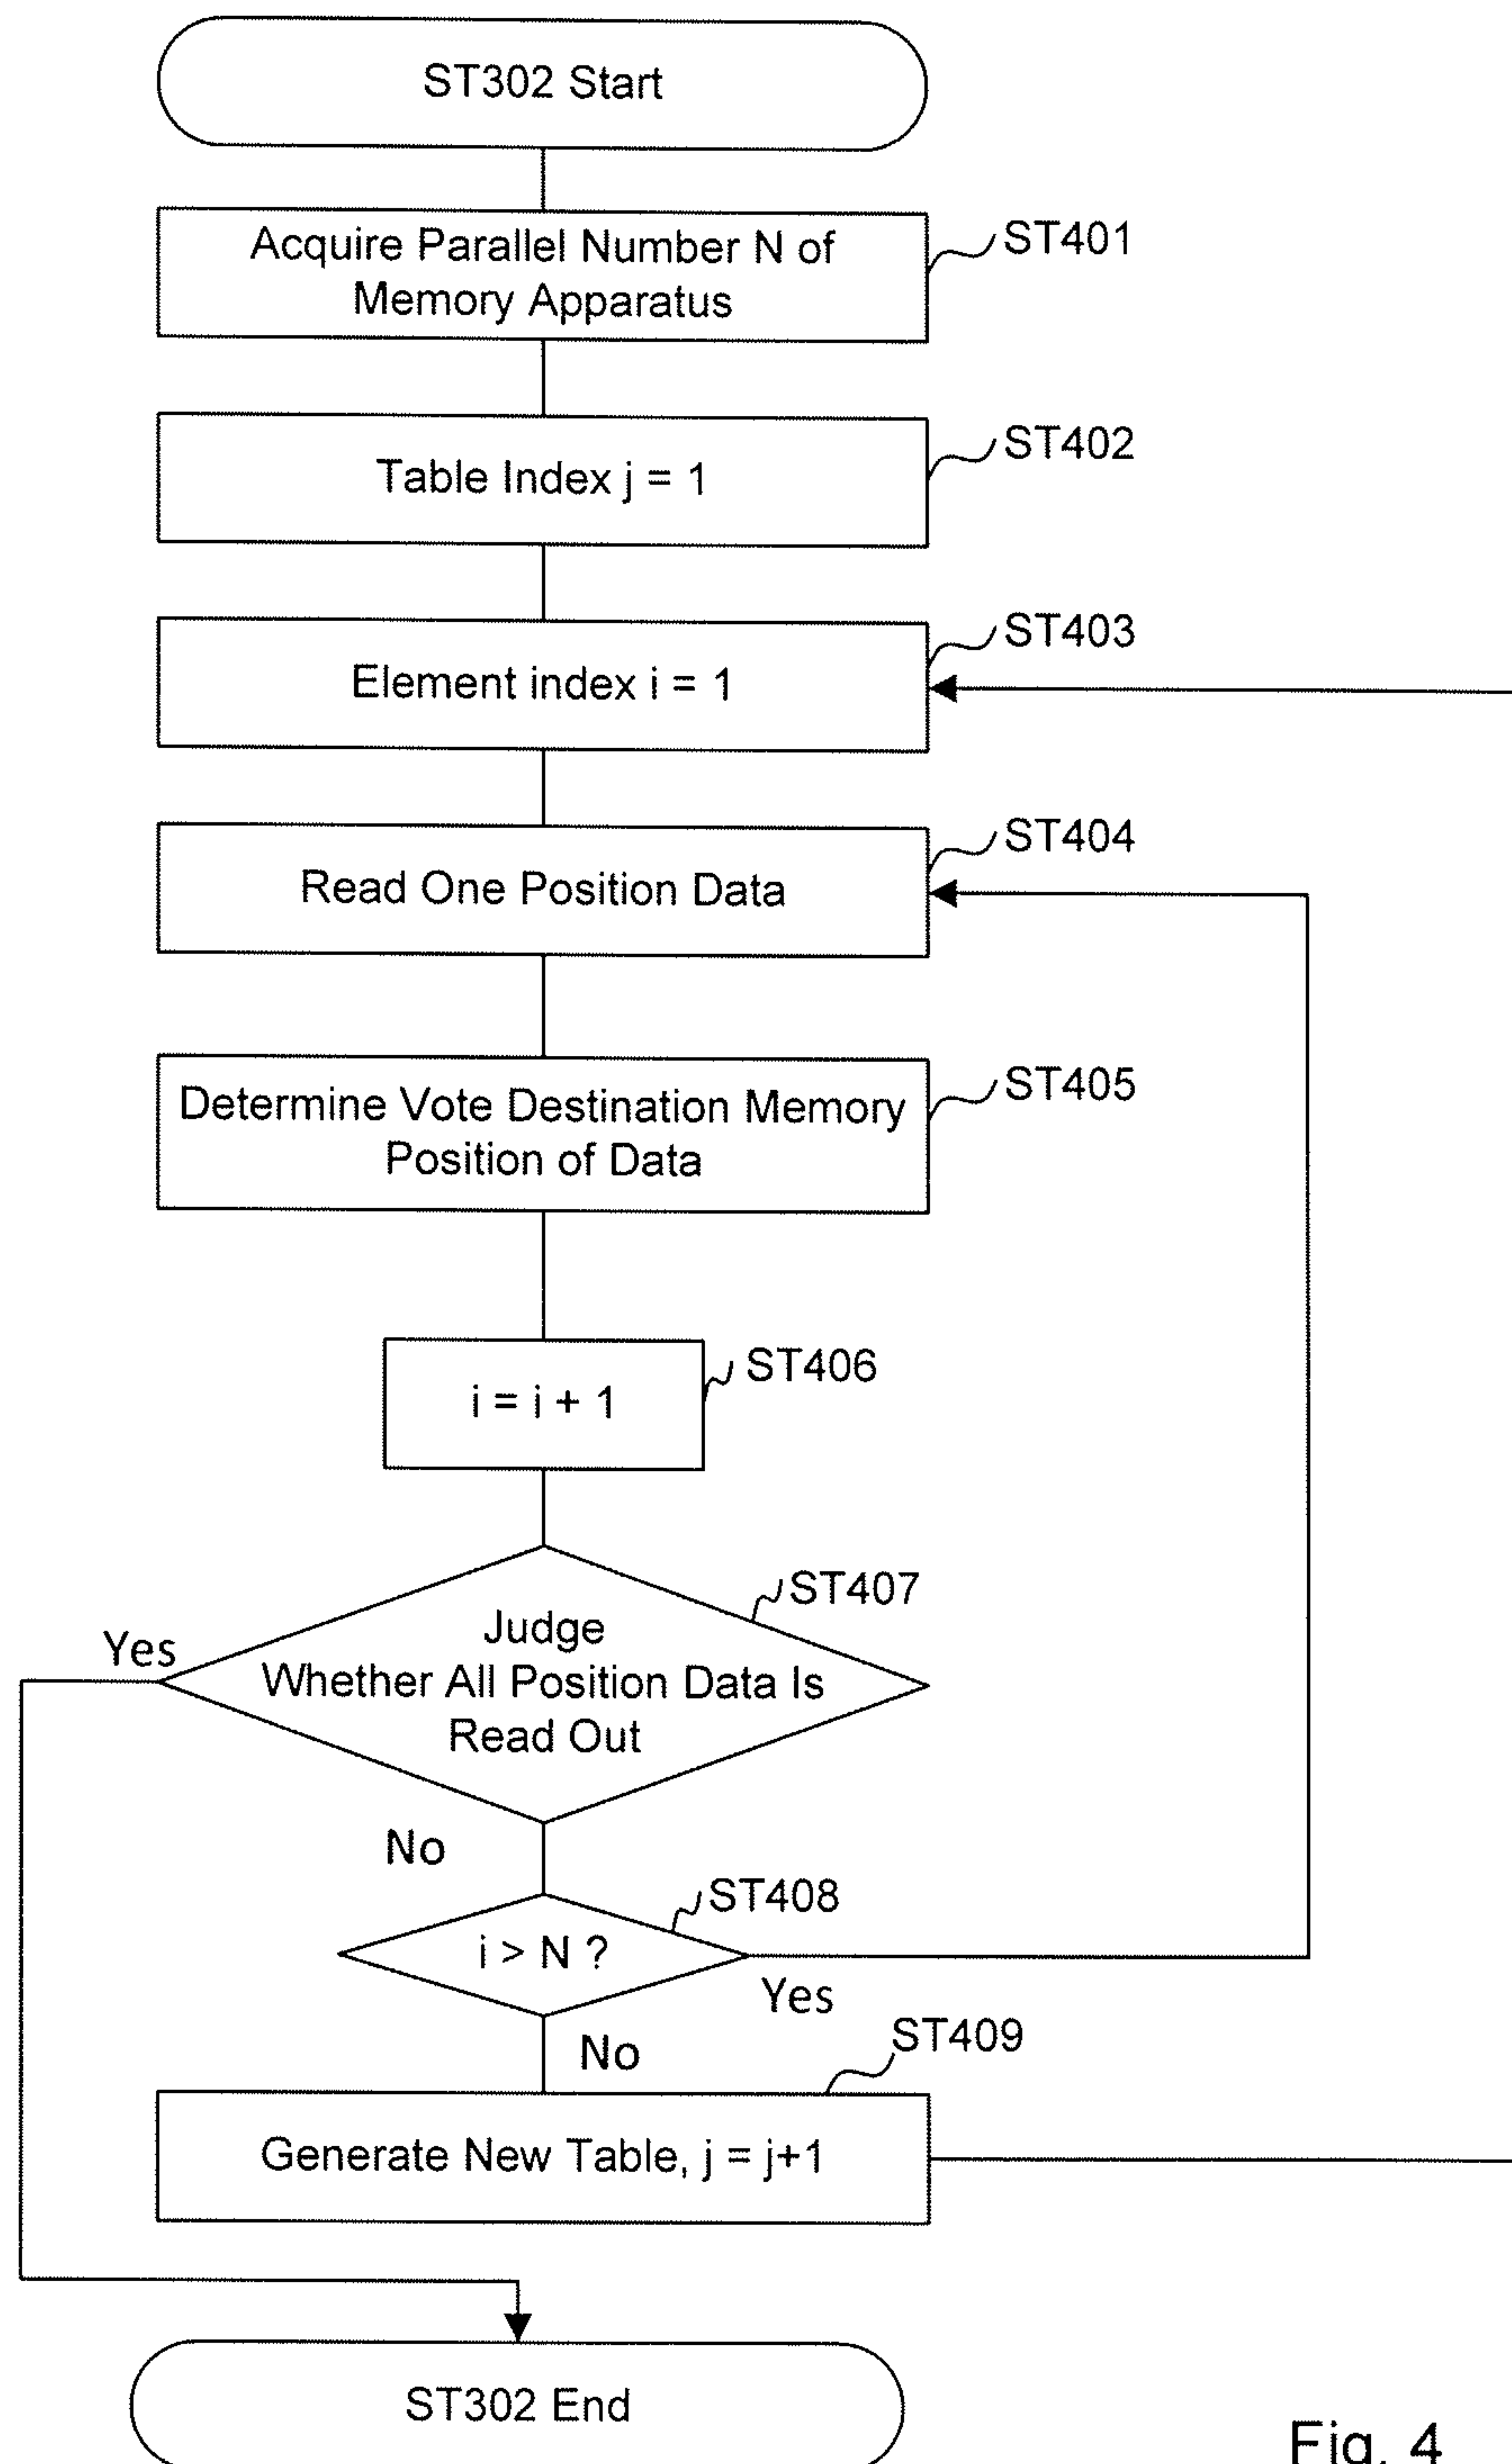 ST302 Start
Acquire Parallel Number N of
Memory Apparatus
ST401
Table Index j = 1
ST402
Element index i = 1
ST403
Read One Position Data
ST404
Determine Vote Destination Memory
Position of Data
ST405
i = i + 1
ST406
Judge
Whether All Position Data Is
Read Out
ST407
Yes
No
i > N ?
ST408
Yes
No
Generate New Table, j = j+1
ST409
ST302 End
Fig. 4